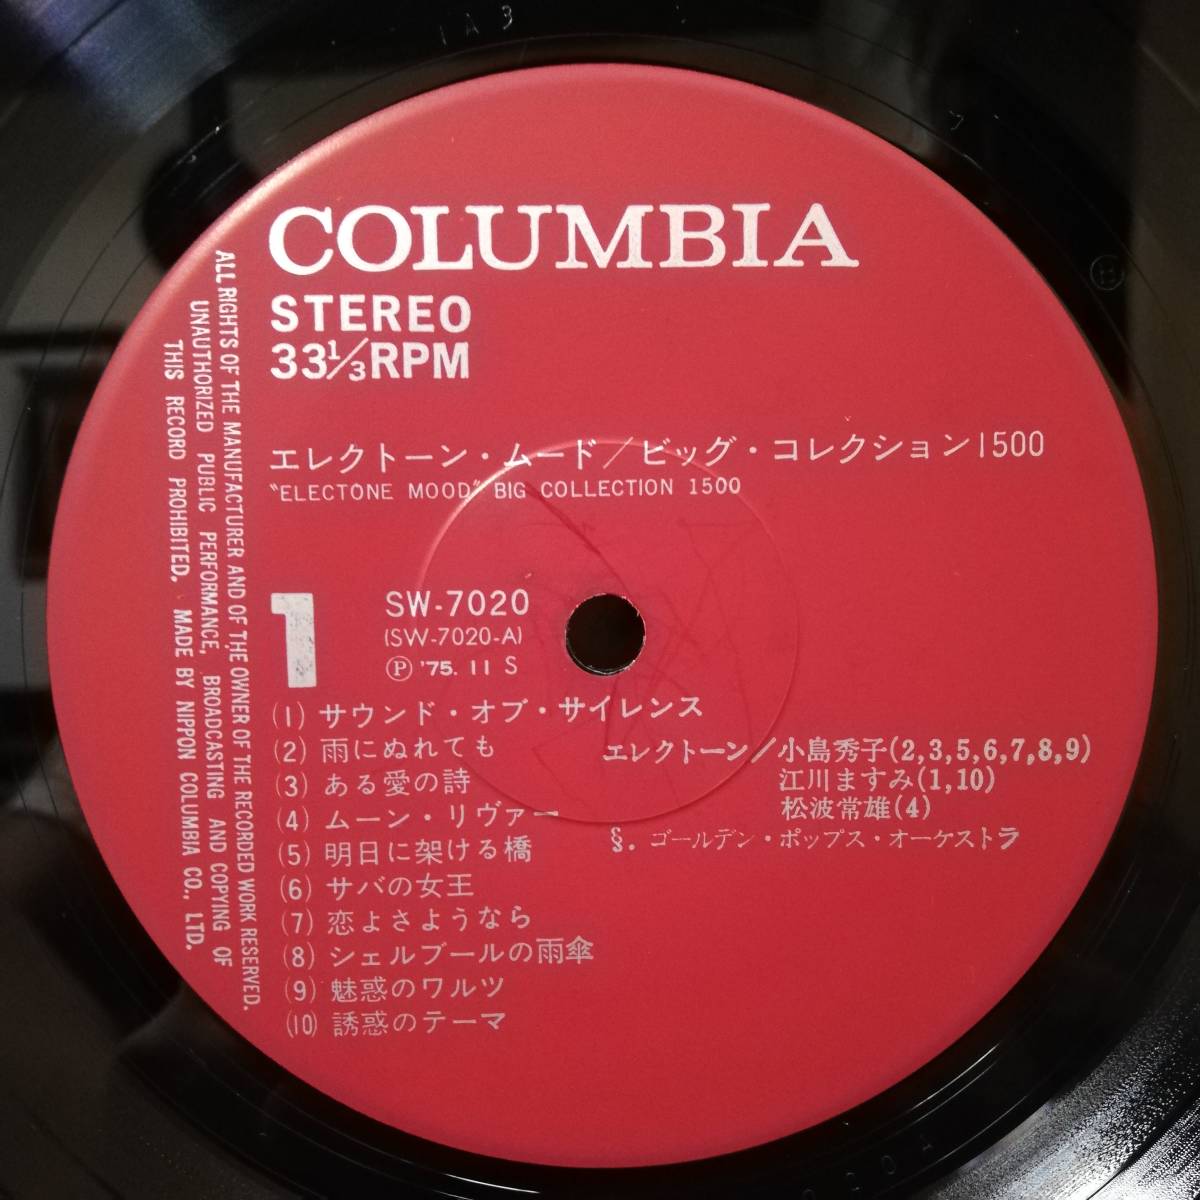 1A3
COLUMBIA
STEREO
33⅓RPM
エレクトーン・ムード/ビッグ・コレクション1500
"ELECTONE MOOD" BIG COLLECTION 1500
1
SW-7020
(SW-7020-A)
Ⓟ '75. 11 S
(1) サウンド・オブ・サイレンス
(2) 雨にぬれても
(3) ある愛の詩
(4) ムーン・リヴァー
(5) 明日に架ける橋
(6) サバの女王
(7) 恋よさようなら
(8) シェルブールの雨傘
(9) 魅惑のワルツ
(10) 誘惑のテーマ
エレクトーン/小島秀子(2,3,5,6,7,8,9)
江川ますみ(1,10)
松波常雄(4)
§. ゴールデン・ポップス・オーケストラ
ALL RIGHTS OF THE MANUFACTURER AND OF THE OWNER OF THE RECORDED WORK RESERVED.
UNAUTHORIZED PUBLIC PERFORMANCE, BROADCASTING AND COPYING OF
THIS RECORD PROHIBITED. MADE BY NIPPON COLUMBIA CO., LTD.